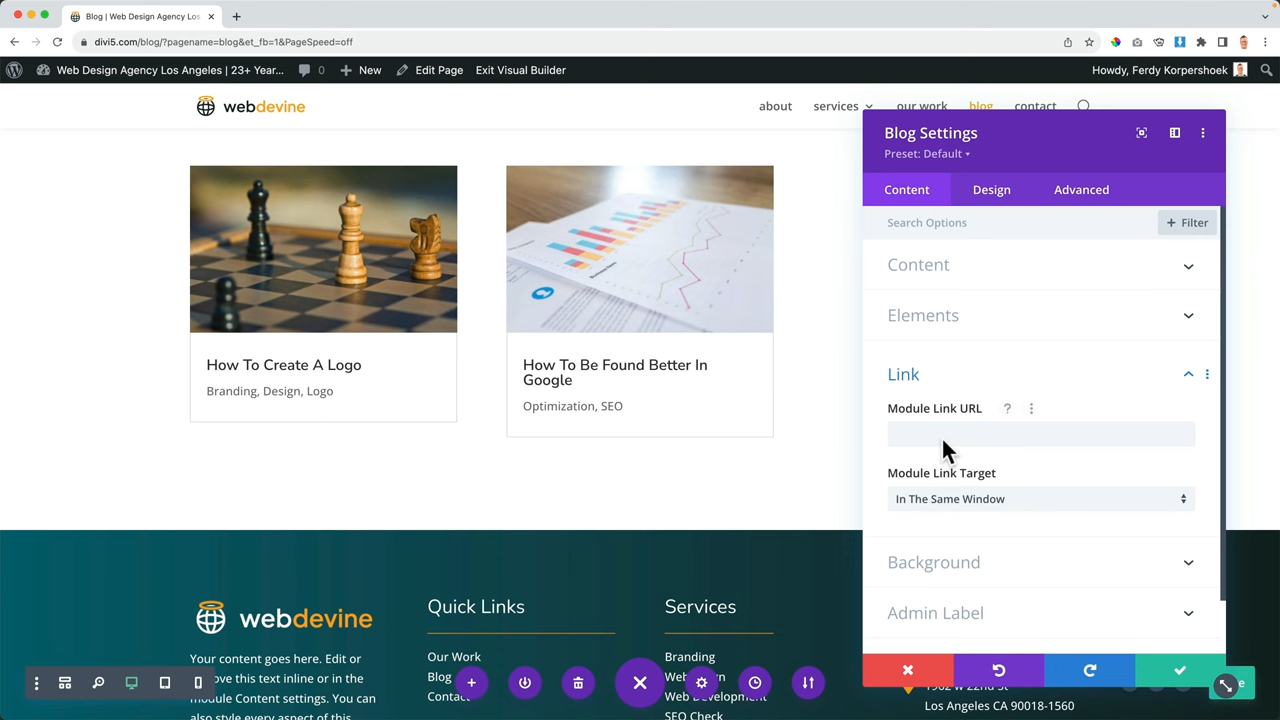 Blog | Web Design Agency Los
divi5.com/blog/?pagename=blog&et_fb=1&PageSpeed=off
Web Design Agency Los Angeles | 23+ Year... 0 New Edit Page Exit Visual Builder Howdy, Ferdy Korpershoek
webdevine about services our work blog contact
Blog Settings
Preset: Default
Content Design Advanced
Search Options + Filter
Content
Elements
Link
Module Link URL ?
Module Link Target
In The Same Window
Background
Admin Label
How To Create A Logo
Branding, Design, Logo
How To Be Found Better In
Google
Optimization, SEO
webdevine
Your content goes here. Edit or
move this text inline or in the
module Content settings. You can
also style every aspect of this
Quick Links
Our Work
Blog
Contact
Services
Branding
Web Design
Web Development
SEO Check
Los Angeles CA 90018-1560